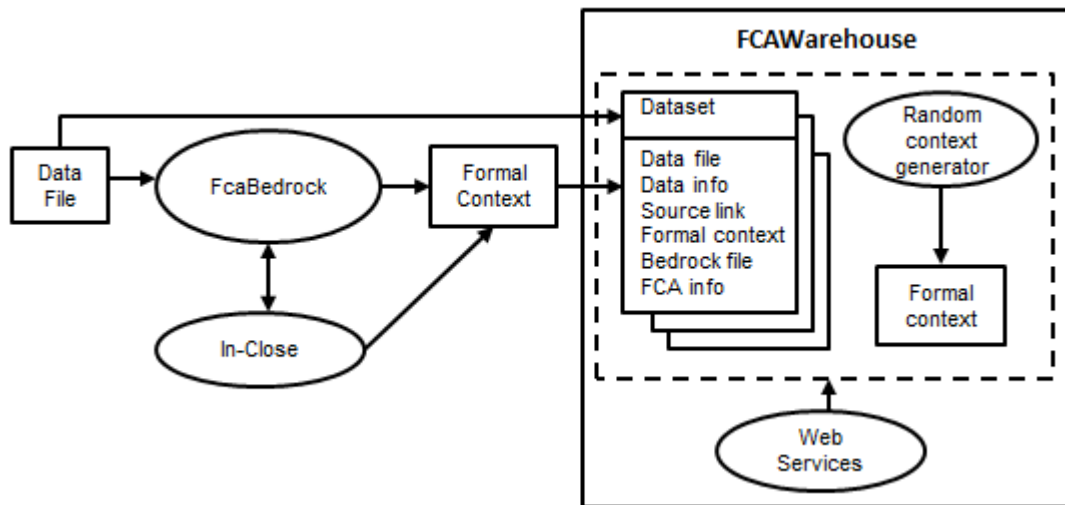 FCAWarehouse
Dataset
Data file
Data info
Source link
Formal context
Bedrock file
FCA info
Random
context
generator
Formal
context
Web
Services
Data
File
FcaBedrock
Formal
Context
In-Close